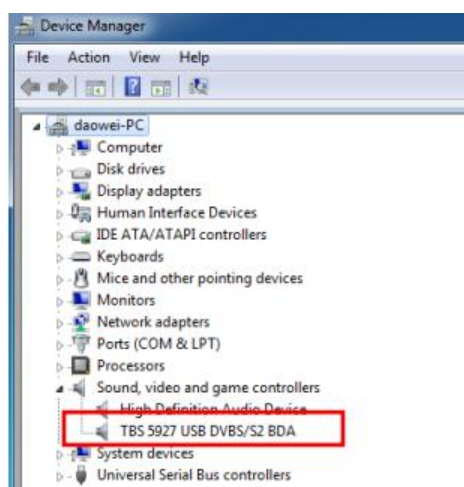 Device Manager
File Action View Help
daowei-PC
Computer
Disk drives
Display adapters
Human Interface Devices
IDE ATA/ATAPI controllers
Keyboards
Mice and other pointing devices
Monitors
Network adapters
Ports (COM & LPT)
Processors
Sound, video and game controllers
High Definition Audio Device
TBS 5927 USB DVBS/S2 BDA
System devices
Universal Serial Bus controllers